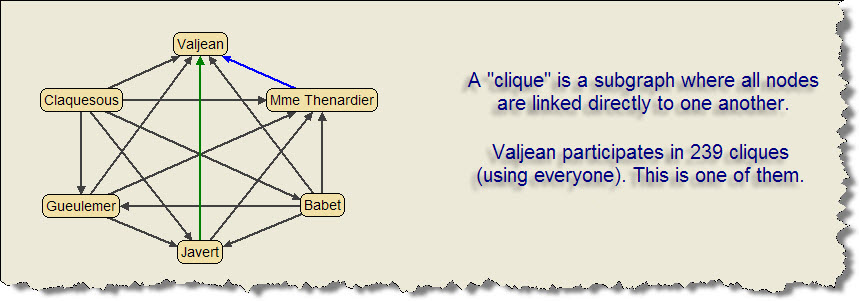 Valjean
Claquesous
Mme Thenardier
Gueulemer
Babet
Javert
A "clique" is a subgraph where all nodes
are linked directly to one another.
Valjean participates in 239 cliques
(using everyone). This is one of them.